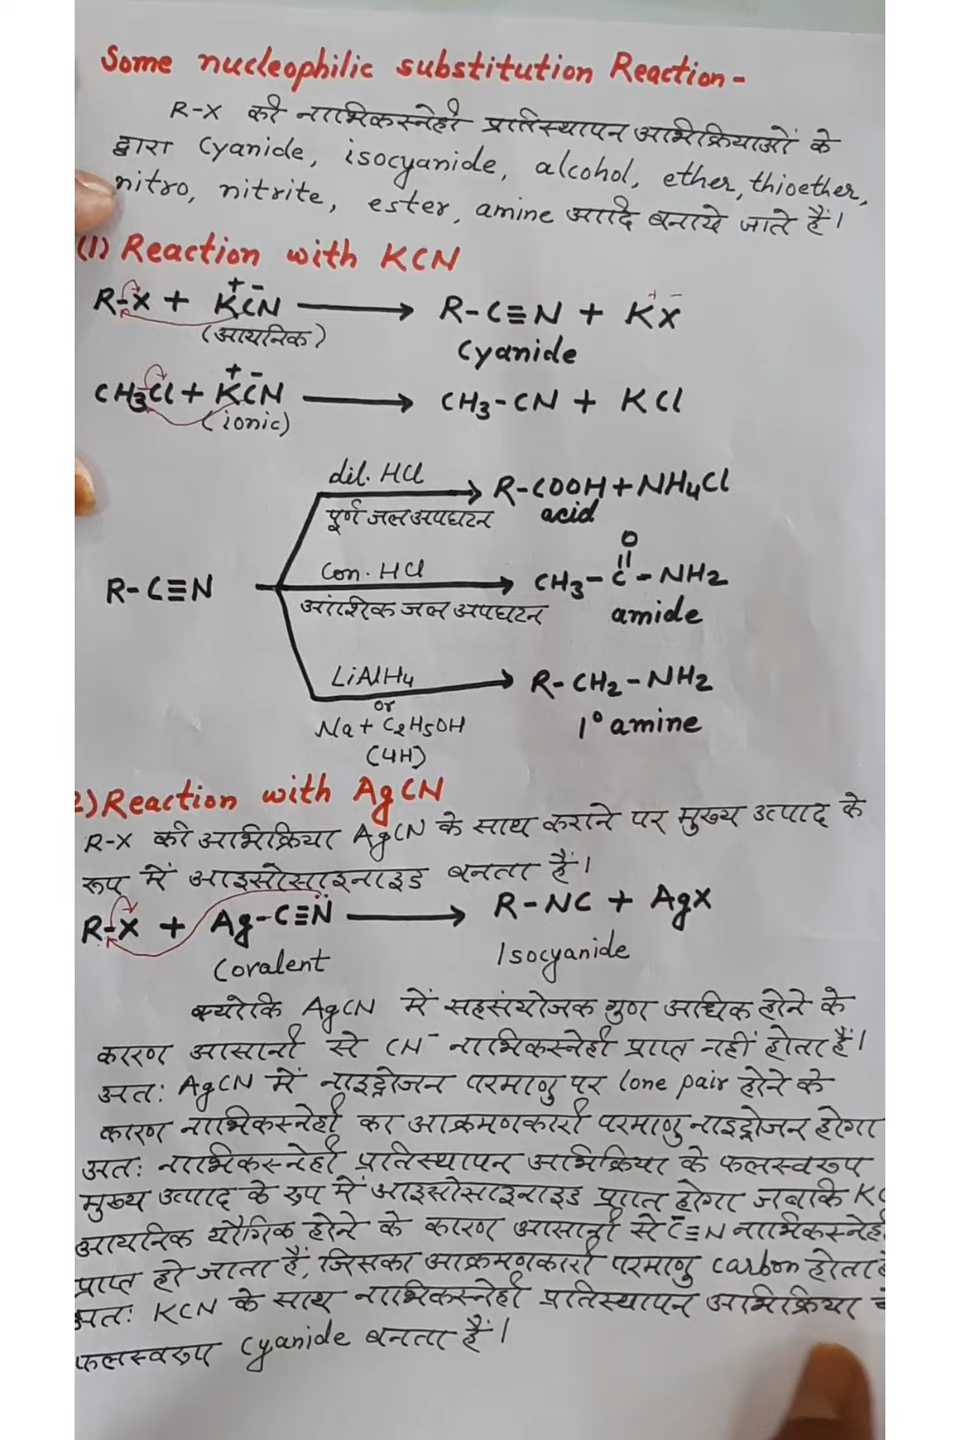 Some nucleophilic substitution Reaction -
R-X की नाभिकस्नेही प्रतिस्थापन अभिक्रियाओं के
द्वारा Cyanide, isocyanide, alcohol, ether, thioether,
nitro, nitrite, ester, amine आदि बनाये जाते हैं।
(1) Reaction with KCN
R-X + K⁺C⁻N ⟶ R-C≡N + K⁺X⁻
(आयनिक) Cyanide
CH3Cl + K⁺C⁻N ⟶ CH3-CN + KCl
(ionic)
dil. HCl R-COOH + NH4Cl
पूर्ण जल अपघटन acid
O
||
R-C≡N Con. HCl CH3-C-NH2
आंशिक जल अपघटन amide
LiAlH4 R-CH2-NH2
or
Na + C2H5OH 1° amine
(4H)
2) Reaction with AgCN
R-X की अभिक्रिया AgCN के साथ कराने पर मुख्य उत्पाद के
रूप में आइसोसाइनाइड बनता है।
R-X + Ag-C≡N̈ ⟶ R-NC + AgX
Coralent Isocyanide
क्योकि AgCN में सहसंयोजक गुण अधिक होने के
कारण आसानी से CN⁻ नाभिकस्नेही प्राप्त नहीं होता है।
अतः AgCN में नाइट्रोजन परमाणु पर lone pair होने के
कारण नाभिकस्नेही का आक्रमणकारी परमाणु नाइट्रोजन होगा
अतः नाभिकस्नेही प्रतिस्थापन अभिक्रिया के फलस्वरूप
मुख्य उत्पाद के रूप में आइसोसाइनाइड प्राप्त होगा जबकि KC
आयनिक यौगिक होने के कारण आसानी से C̄≡N नाभिकस्नेही
प्राप्त हो जाता है, जिसका आक्रमणकारी परमाणु carbon होता है
अतः KCN के साथ नाभिकस्नेही प्रतिस्थापन अभिक्रिया
फलस्वरूप Cyanide बनता है।